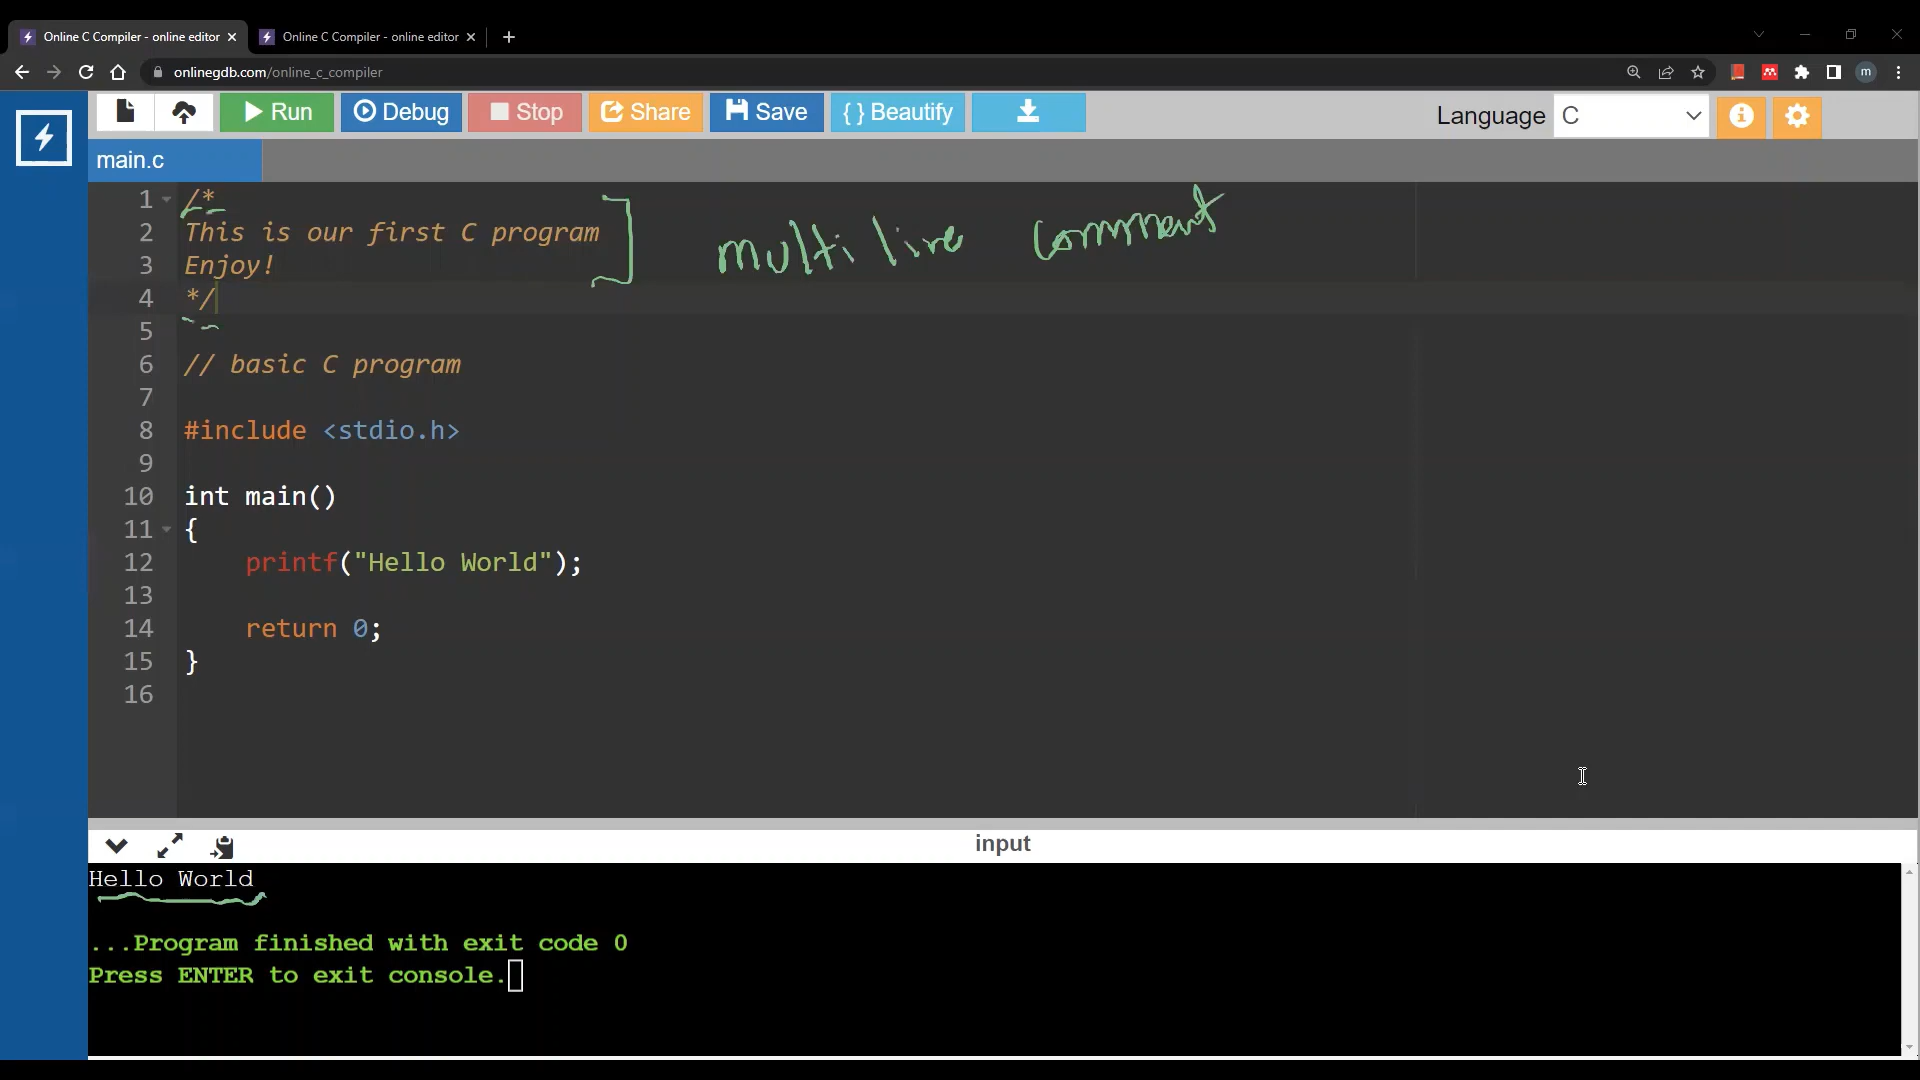 Online C Compiler - online editor
Online C Compiler - online editor
onlinegdb.com/online_c_compiler
m
Run Debug Stop Share Save { } Beautify Language C
main.c
1 /*
2 This is our first C program
3 Enjoy!
4 */
multi line comment
5
6 // basic C program
7
8 #include <stdio.h>
9
10 int main()
11 {
12 printf("Hello World");
13
14 return 0;
15 }
16
input
Hello World
...Program finished with exit code 0
Press ENTER to exit console.